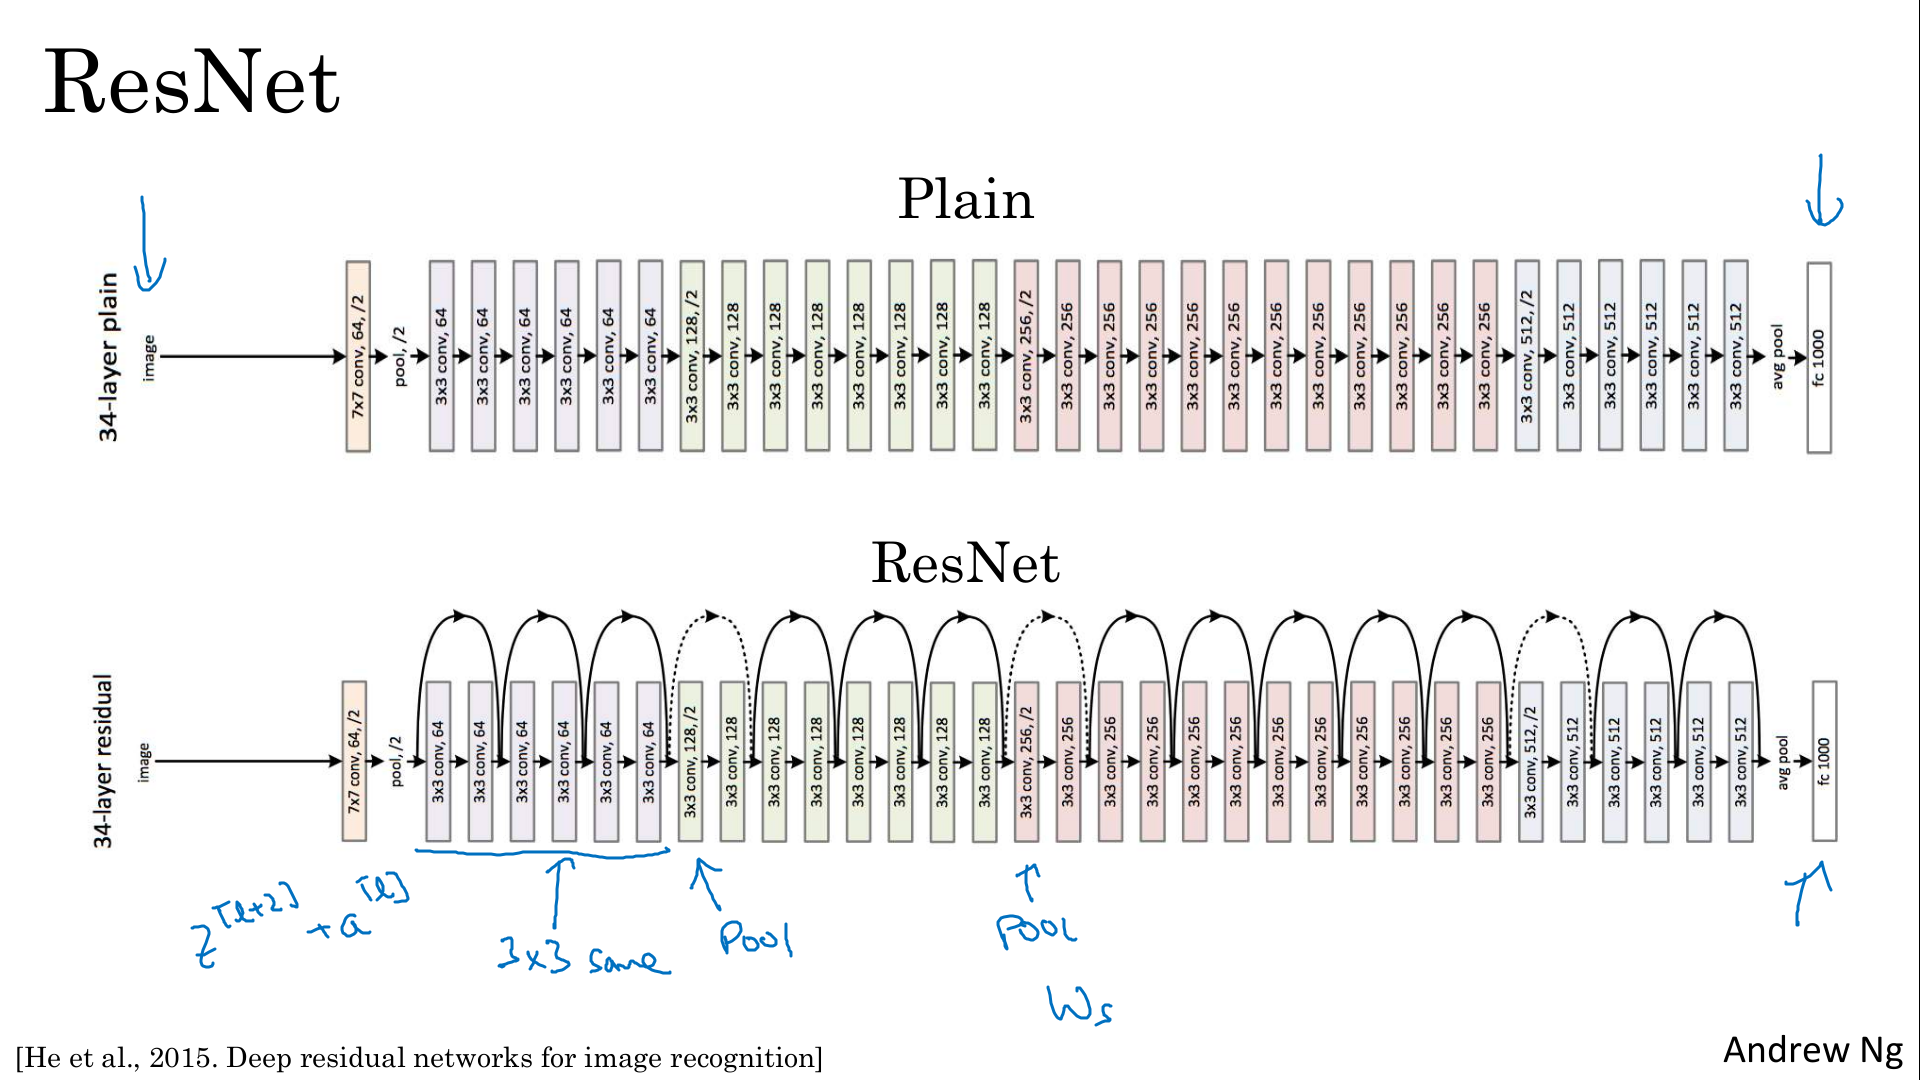 ResNet
Plain
34-layer plain
image
7x7 conv, 64, /2
pool, /2
3x3 conv, 64
3x3 conv, 64
3x3 conv, 64
3x3 conv, 64
3x3 conv, 64
3x3 conv, 64
3x3 conv, 128, /2
3x3 conv, 128
3x3 conv, 128
3x3 conv, 128
3x3 conv, 128
3x3 conv, 128
3x3 conv, 128
3x3 conv, 128
3x3 conv, 256, /2
3x3 conv, 256
3x3 conv, 256
3x3 conv, 256
3x3 conv, 256
3x3 conv, 256
3x3 conv, 256
3x3 conv, 256
3x3 conv, 256
3x3 conv, 256
3x3 conv, 256
3x3 conv, 256
3x3 conv, 512, /2
3x3 conv, 512
3x3 conv, 512
3x3 conv, 512
3x3 conv, 512
3x3 conv, 512
avg pool
fc 1000
ResNet
34-layer residual
image
7x7 conv, 64, /2
pool, /2
3x3 conv, 64
3x3 conv, 64
3x3 conv, 64
3x3 conv, 64
3x3 conv, 64
3x3 conv, 64
3x3 conv, 128, /2
3x3 conv, 128
3x3 conv, 128
3x3 conv, 128
3x3 conv, 128
3x3 conv, 128
3x3 conv, 128
3x3 conv, 128
3x3 conv, 256, /2
3x3 conv, 256
3x3 conv, 256
3x3 conv, 256
3x3 conv, 256
3x3 conv, 256
3x3 conv, 256
3x3 conv, 256
3x3 conv, 256
3x3 conv, 256
3x3 conv, 256
3x3 conv, 256
3x3 conv, 512, /2
3x3 conv, 512
3x3 conv, 512
3x3 conv, 512
3x3 conv, 512
3x3 conv, 512
avg pool
fc 1000
z^[l+2] + a^[l]
3x3 same
Pool
Pool
Ws
[He et al., 2015. Deep residual networks for image recognition]
Andrew Ng